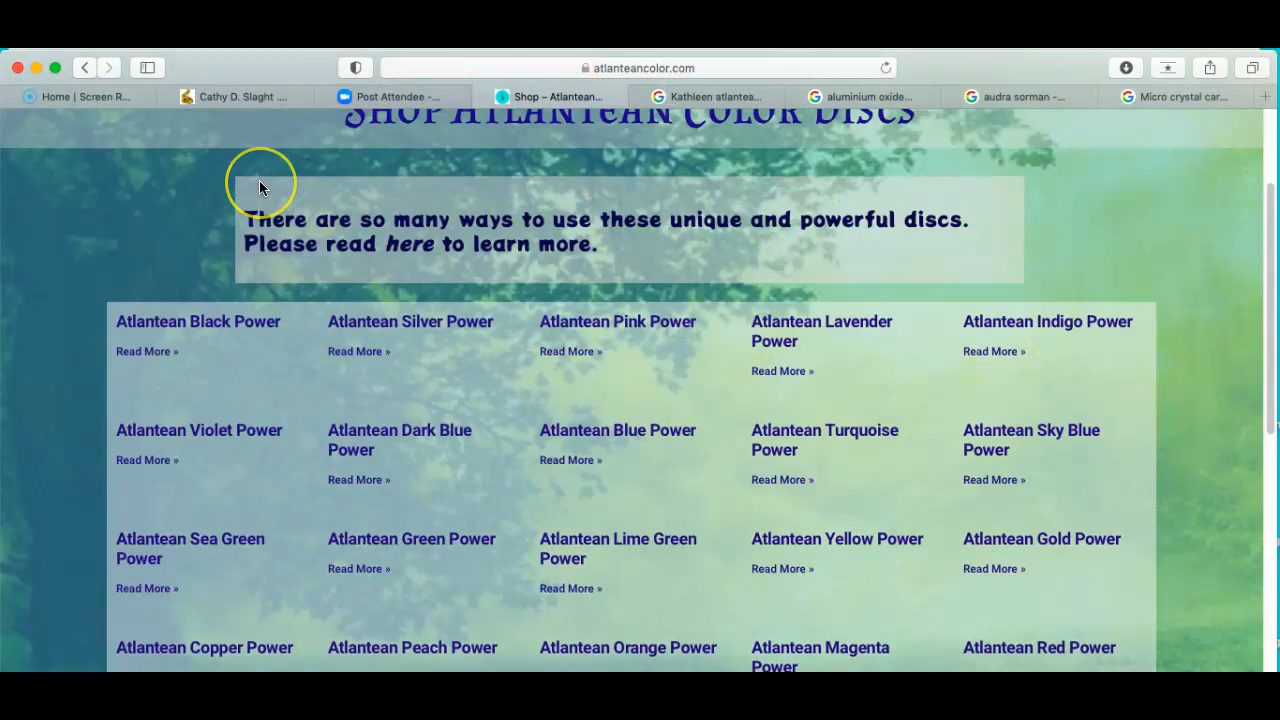 atlanteancolor.com
Home | Screen R...
Cathy D. Slaght ....
Post Attendee -...
Shop – Atlantean...
Kathleen atlantea...
aluminium oxide...
audra sorman -...
Micro crystal car...
Shop Atlantean Color Discs
There are so many ways to use these unique and powerful discs.
Please read here to learn more.
Atlantean Black Power
Read More »
Atlantean Silver Power
Read More »
Atlantean Pink Power
Read More »
Atlantean Lavender
Power
Read More »
Atlantean Indigo Power
Read More »
Atlantean Violet Power
Read More »
Atlantean Dark Blue
Power
Read More »
Atlantean Blue Power
Read More »
Atlantean Turquoise
Power
Read More »
Atlantean Sky Blue
Power
Read More »
Atlantean Sea Green
Power
Read More »
Atlantean Green Power
Read More »
Atlantean Lime Green
Power
Read More »
Atlantean Yellow Power
Read More »
Atlantean Gold Power
Read More »
Atlantean Copper Power
Atlantean Peach Power
Atlantean Orange Power
Atlantean Magenta
Power
Atlantean Red Power